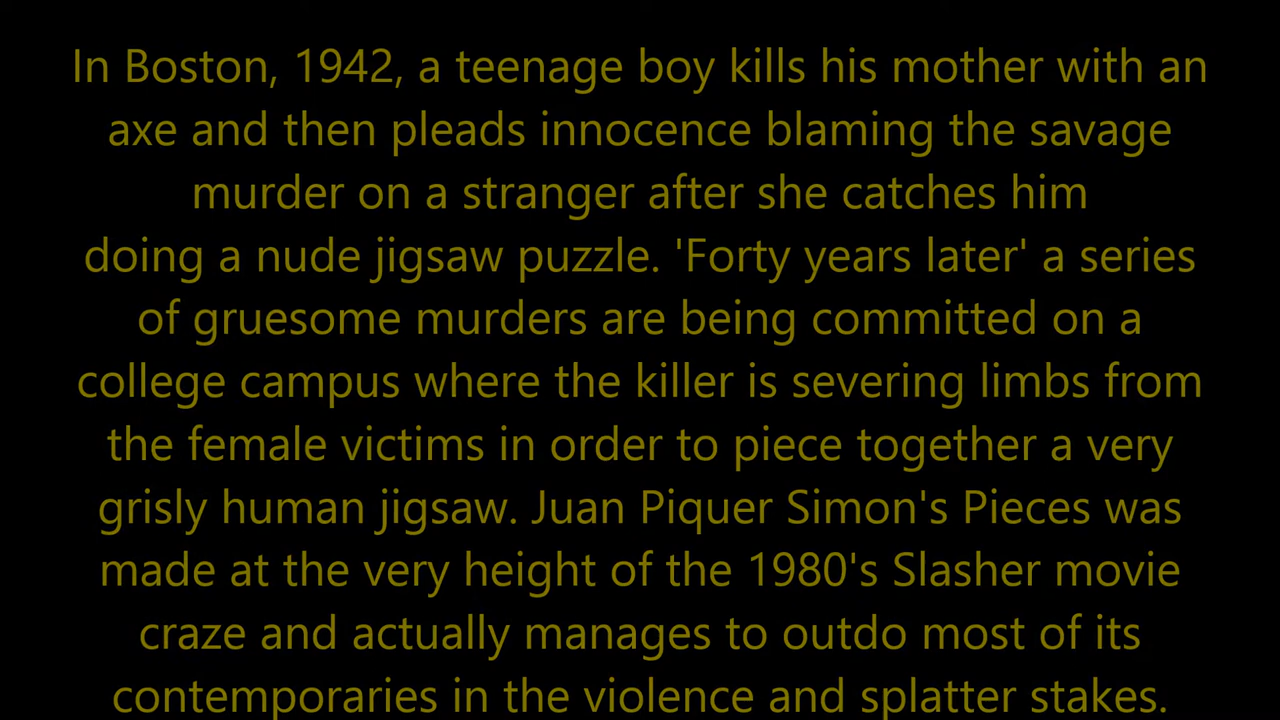 In Boston, 1942, a teenage boy kills his mother with an
axe and then pleads innocence blaming the savage
murder on a stranger after she catches him
doing a nude jigsaw puzzle. 'Forty years later' a series
of gruesome murders are being committed on a
college campus where the killer is severing limbs from
the female victims in order to piece together a very
grisly human jigsaw. Juan Piquer Simon's Pieces was
made at the very height of the 1980's Slasher movie
craze and actually manages to outdo most of its
contemporaries in the violence and splatter stakes.